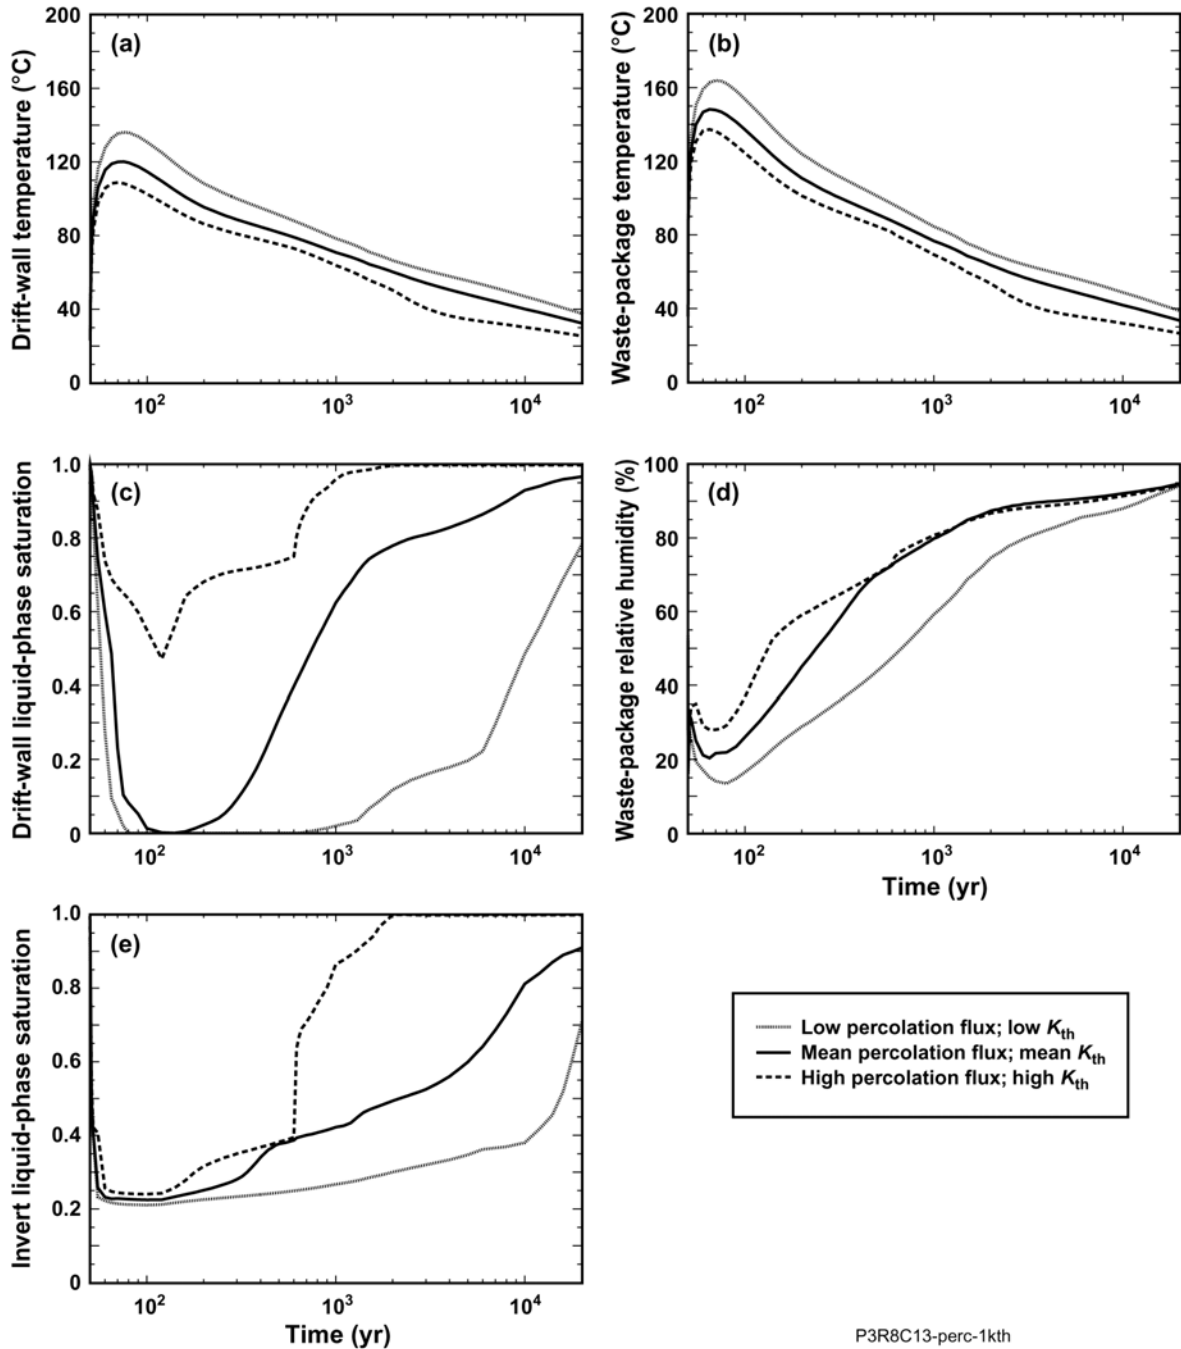 (a)
Drift-wall temperature (°C)
200
160
120
80
40
0
10²
10³
10⁴
(b)
Waste-package temperature (°C)
200
160
120
80
40
0
10²
10³
10⁴
(c)
Drift-wall liquid-phase saturation
1.0
0.8
0.6
0.4
0.2
0
10²
10³
10⁴
(d)
Waste-package relative humidity (%)
100
80
60
40
20
0
10²
10³
10⁴
Time (yr)
(e)
Invert liquid-phase saturation
1.0
0.8
0.6
0.4
0.2
0
10²
10³
10⁴
Time (yr)
Low percolation flux; low Kth
Mean percolation flux; mean Kth
High percolation flux; high Kth
P3R8C13-perc-1kth